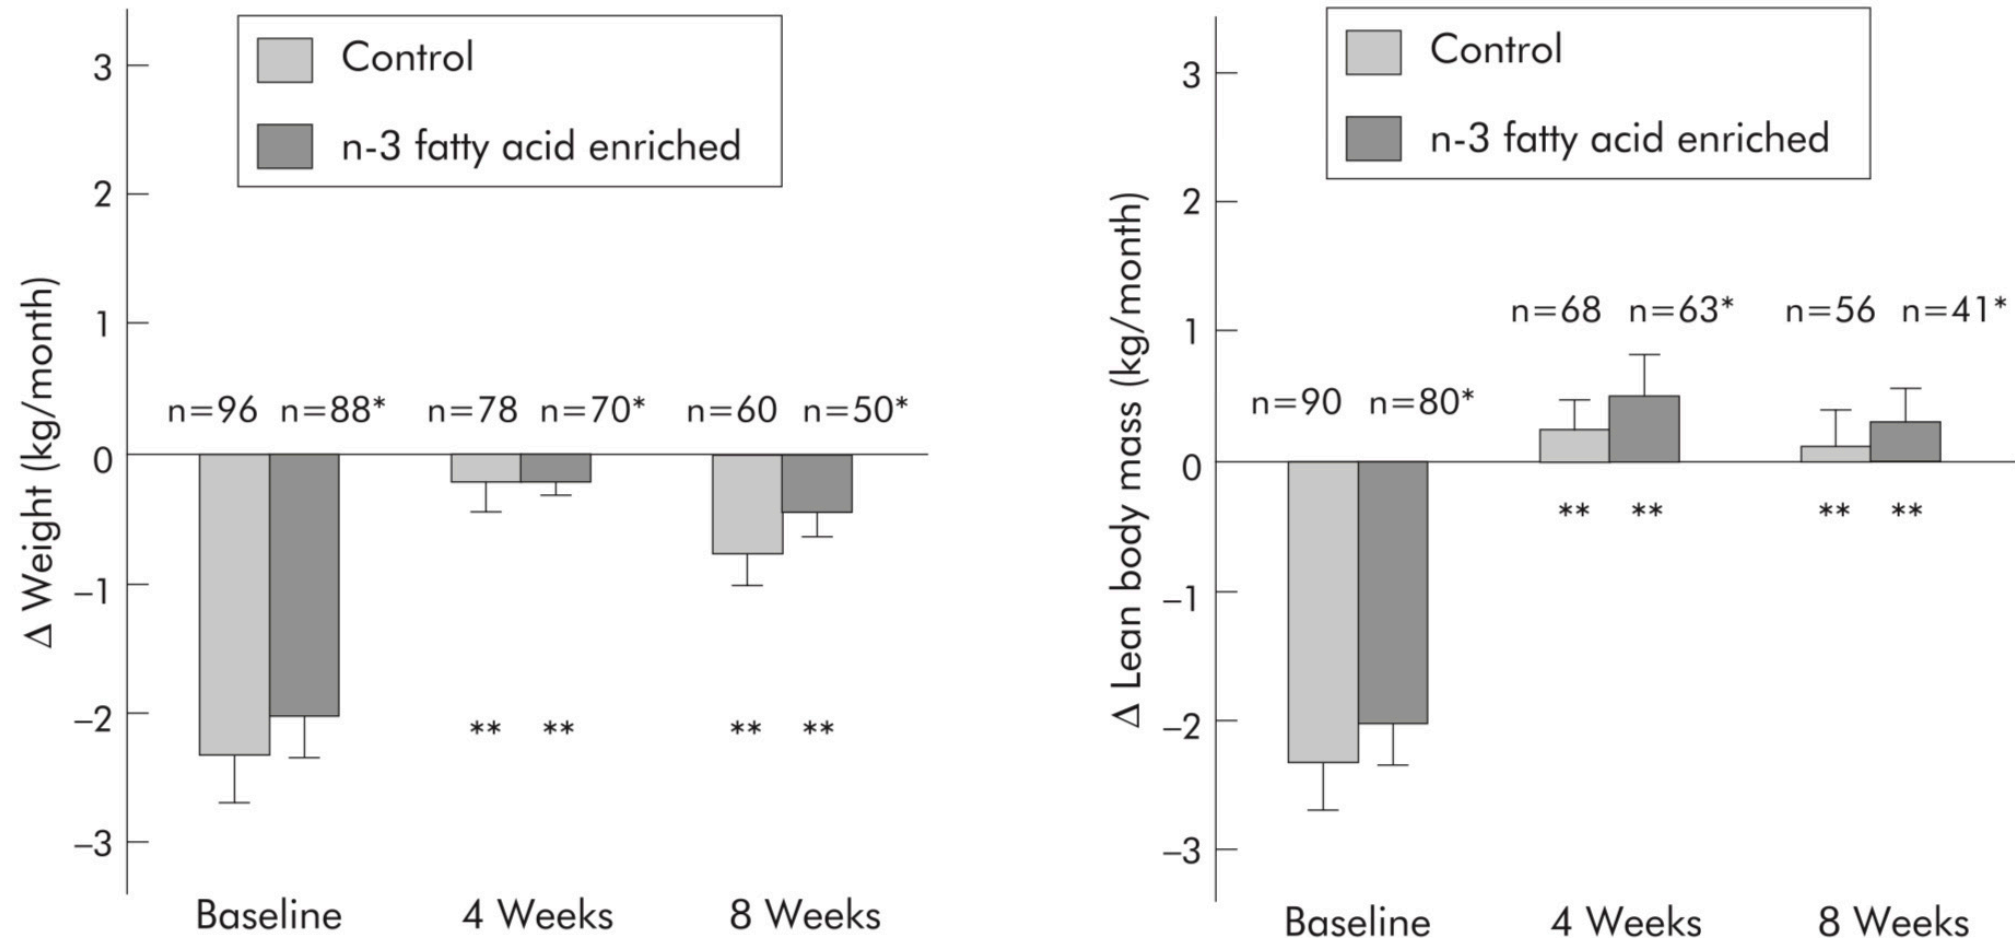 Control
n-3 fatty acid enriched
Δ Weight (kg/month)
3
2
1
0
–1
–2
–3
n=96 n=88* n=78 n=70* n=60 n=50*
** ** ** **
Baseline 4 Weeks 8 Weeks
Control
n-3 fatty acid enriched
Δ Lean body mass (kg/month)
3
2
1
0
–1
–2
–3
n=68 n=63* n=56 n=41*
n=90 n=80*
** ** ** **
Baseline 4 Weeks 8 Weeks